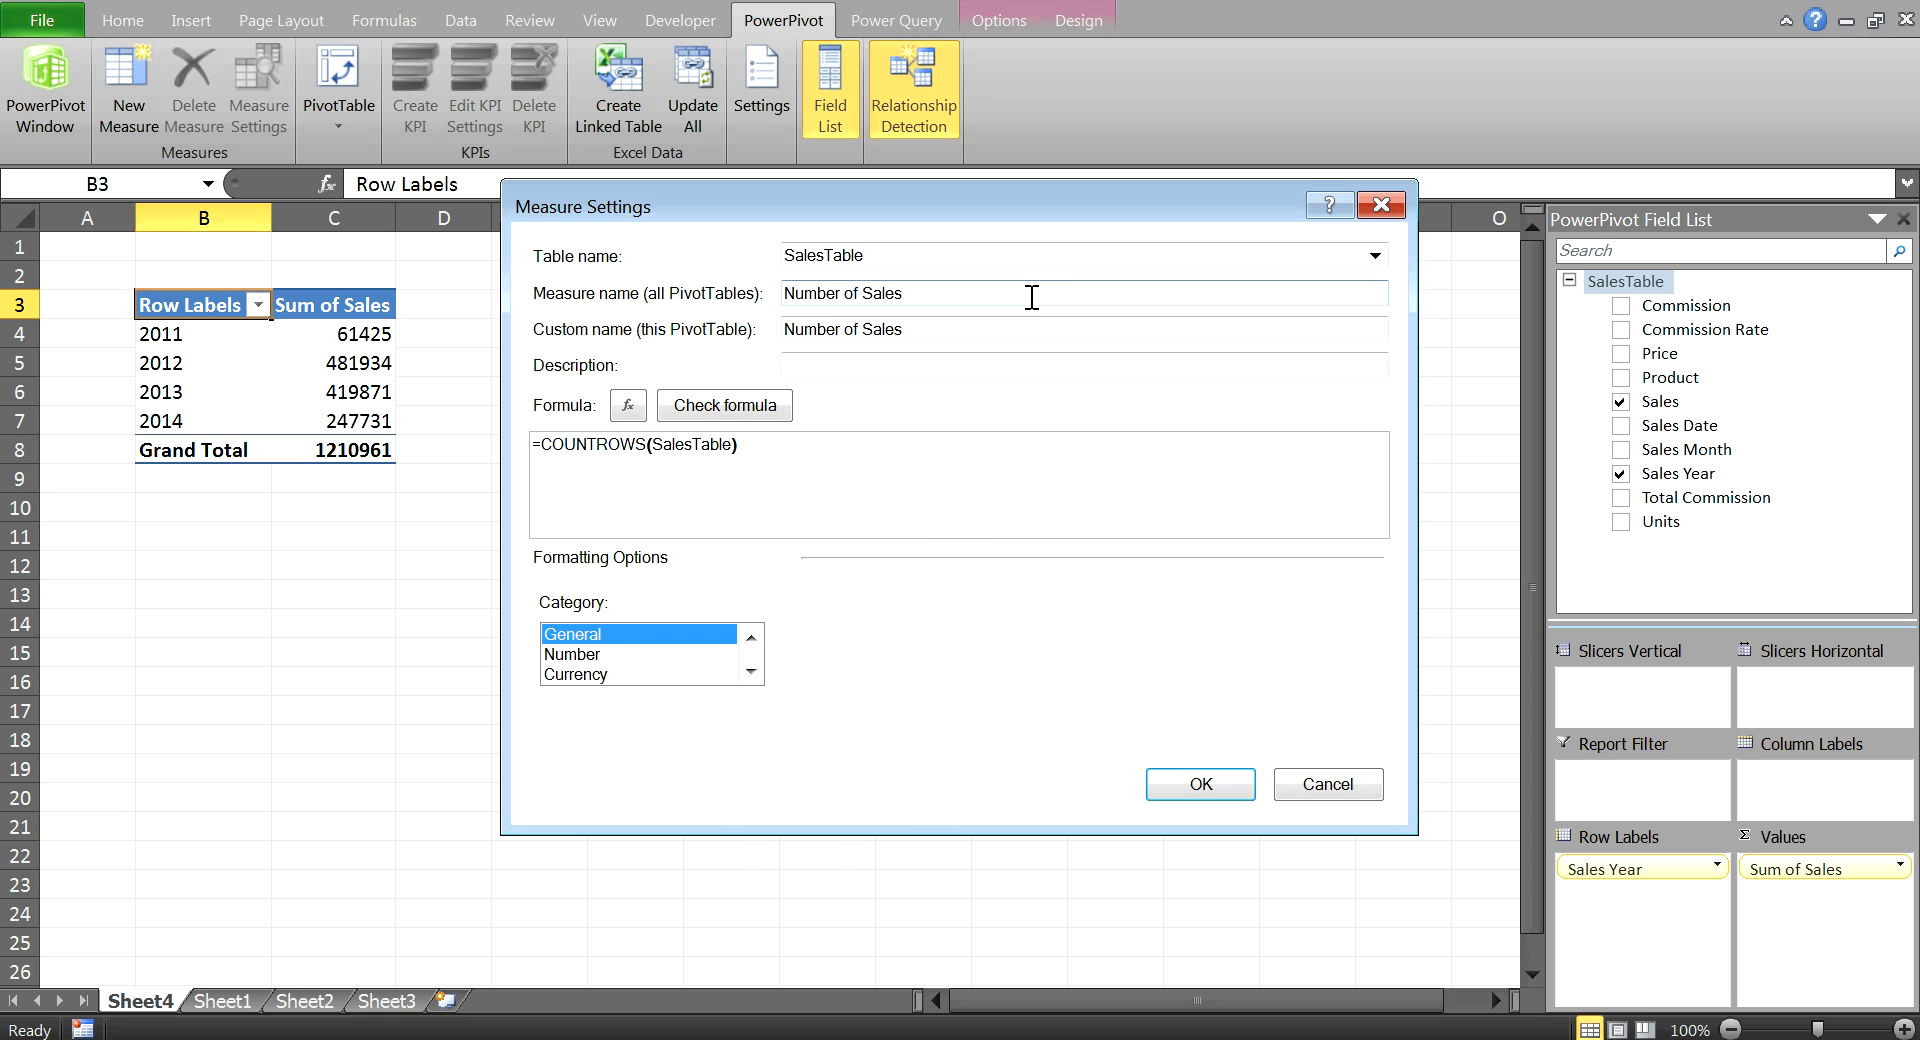 File Home Insert Page Layout Formulas Data Review View Developer PowerPivot Power Query Options Design
PowerPivot Window
New Measure
Delete Measure
Measure Settings
PivotTable
Create KPI
Edit KPI Settings
Delete KPI
Create Linked Table
Update All
Settings
Field List
Relationship Detection
Measures KPIs Excel Data
B3 fx Row Labels
A B C D O
1
2
3 Row Labels Sum of Sales
4 2011 61425
5 2012 481934
6 2013 419871
7 2014 247731
8 Grand Total 1210961
9
10
11
12
13
14
15
16
17
18
19
20
21
22
23
24
25
26
Measure Settings ?
Table name: SalesTable
Measure name (all PivotTables): Number of Sales
Custom name (this PivotTable): Number of Sales
Description:
Formula: fx Check formula
=COUNTROWS(SalesTable)
Formatting Options
Category:
General
Number
Currency
OK Cancel
PowerPivot Field List
Search
SalesTable
Commission
Commission Rate
Price
Product
Sales
Sales Date
Sales Month
Sales Year
Total Commission
Units
Slicers Vertical Slicers Horizontal
Report Filter Column Labels
Row Labels Σ Values
Sales Year Sum of Sales
Sheet4 Sheet1 Sheet2 Sheet3
Ready 100%